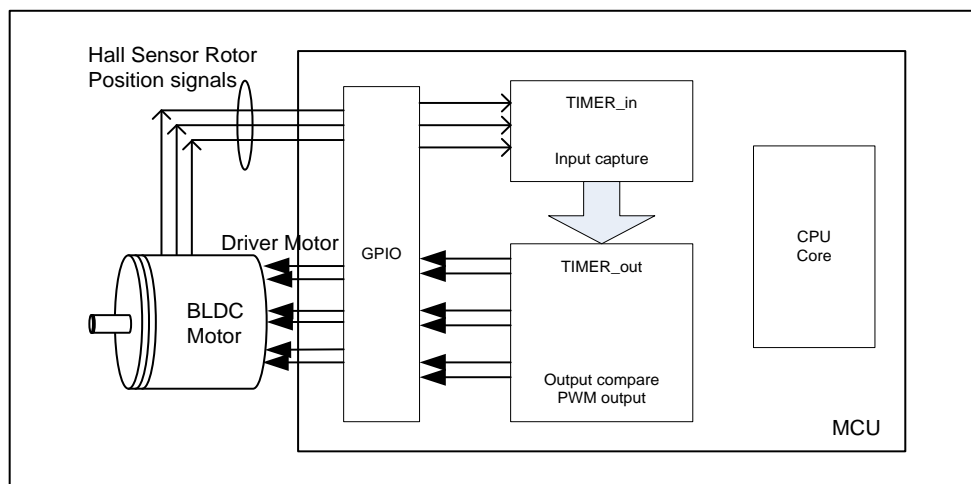 Hall Sensor Rotor
Position signals
TIMER_in
Input capture
CPU
Core
Driver Motor
GPIO
TIMER_out
BLDC
Motor
Output compare
PWM output
MCU